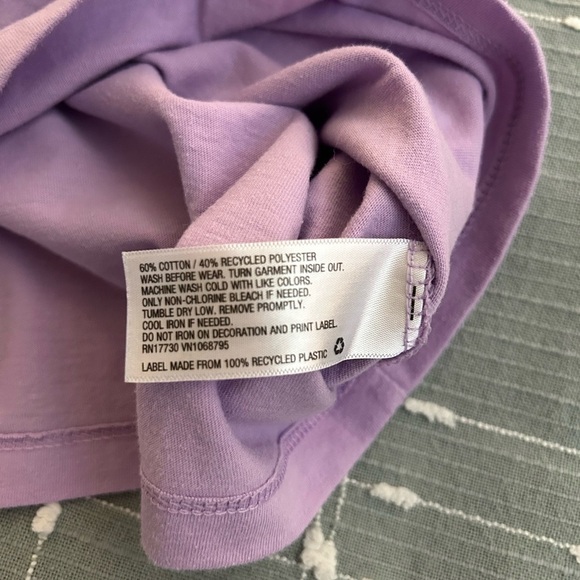 60% COTTON / 40% RECYCLED POLYESTER
WASH BEFORE WEAR. TURN GARMENT INSIDE OUT.
MACHINE WASH COLD WITH LIKE COLORS.
ONLY NON-CHLORINE BLEACH IF NEEDED.
TUMBLE DRY LOW. REMOVE PROMPTLY.
COOL IRON IF NEEDED.
DO NOT IRON ON DECORATION AND PRINT LABEL.
RN17730 VN1068795
LABEL MADE FROM 100% RECYCLED PLASTIC